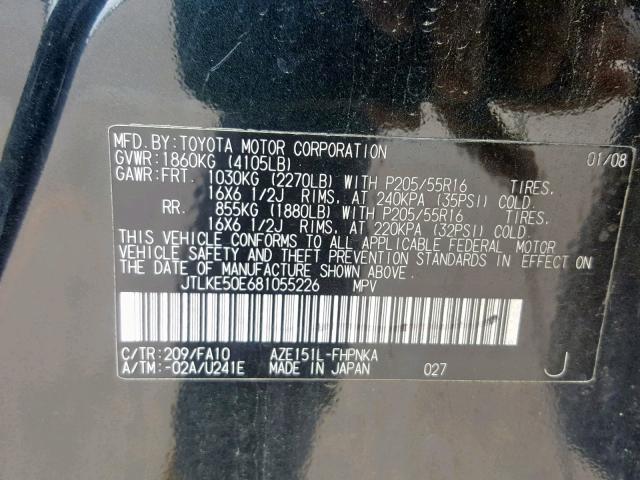 MFD. BY: TOYOTA MOTOR CORPORATION 01/08
GVWR: 1860KG (4105LB)
GAWR: FRT. 1030KG (2270LB) WITH P205/55R16 TIRES,
16X6 1/2J RIMS, AT 240KPA (35PSI) COLD.
RR. 855KG (1880LB) WITH P205/55R16 TIRES,
16X6 1/2J RIMS, AT 220KPA (32PSI) COLD.
THIS VEHICLE CONFORMS TO ALL APPLICABLE FEDERAL MOTOR
VEHICLE SAFETY AND THEFT PREVENTION STANDARDS IN EFFECT ON
THE DATE OF MANUFACTURE SHOWN ABOVE.
JTLKE50E681055226 MPV
C/TR: 209/FA10 AZE151L-FHPNKA
A/TM: -02A/U241E MADE IN JAPAN 027 J